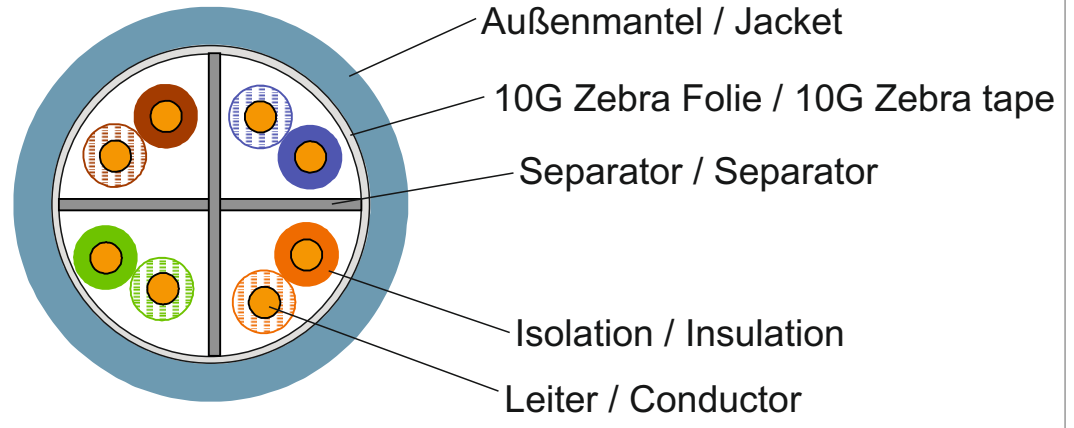 Außenmantel / Jacket
10G Zebra Folie / 10G Zebra tape
Separator / Separator
Isolation / Insulation
Leiter / Conductor